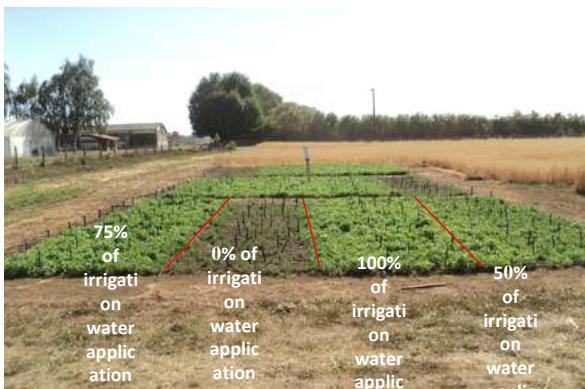 75%
of
irrigati
on
water
applic
ation
0% of
irrigati
on
water
applic
ation
100%
of
irrigati
on
water
applic
50%
of
irrigati
on
water